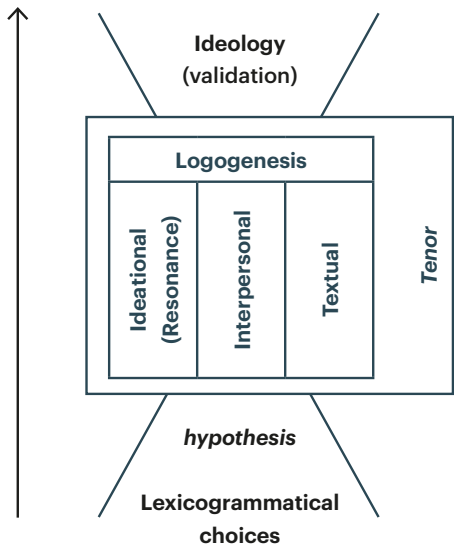 Ideology
(validation)
Logogenesis
Ideational
(Resonance)
Interpersonal
Textual
Tenor
hypothesis
Lexicogrammatical
choices